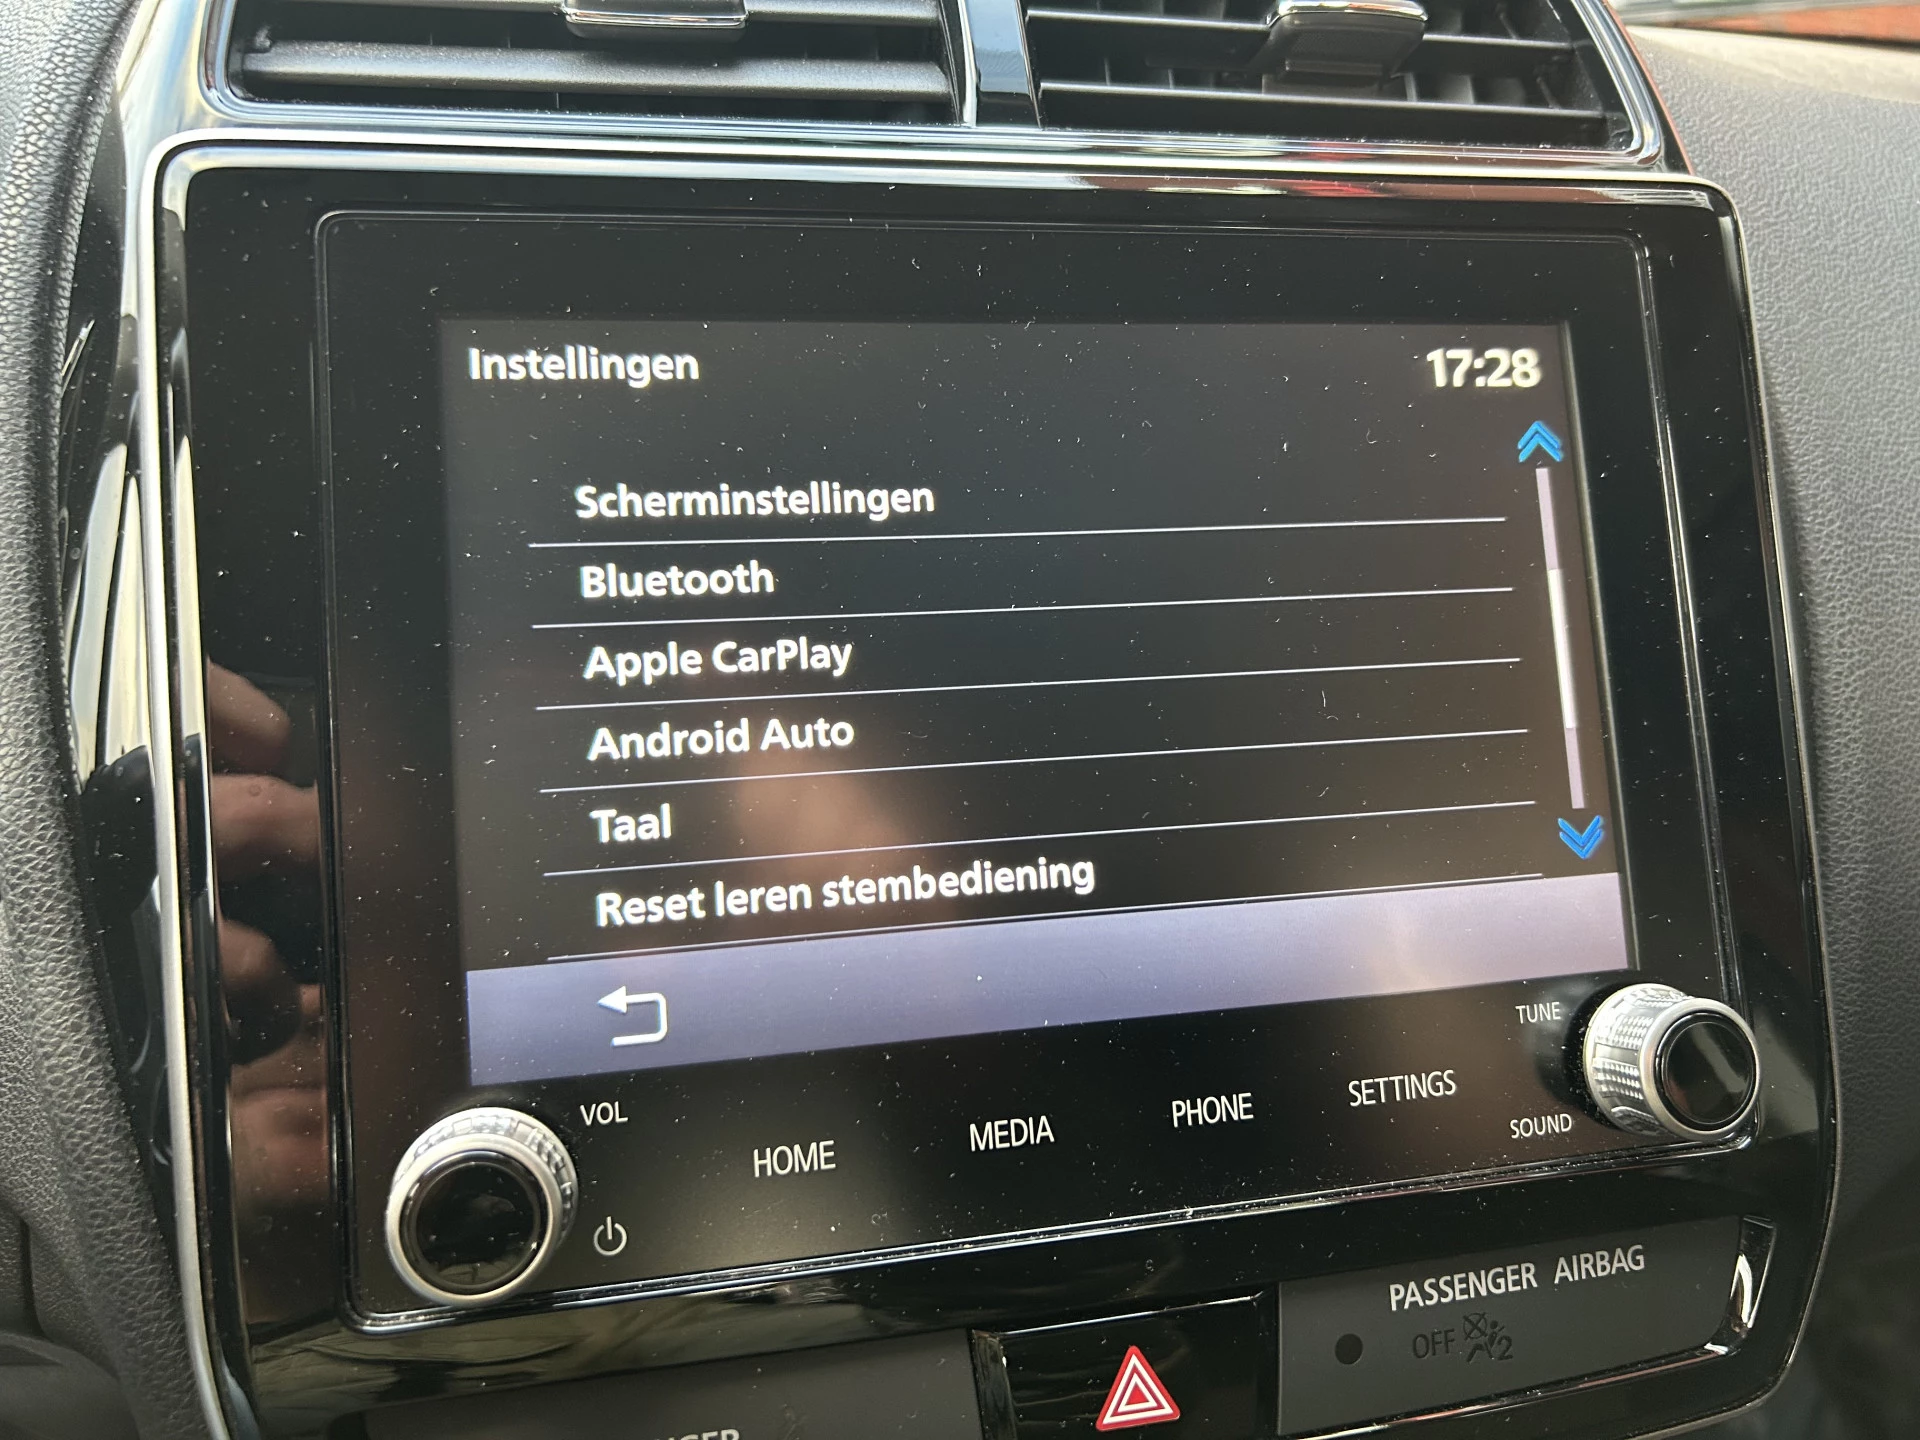 Instellingen
17:28
Scherminstellingen
Bluetooth
Apple CarPlay
Android Auto
Taal
Reset leren stembediening
TUNE
VOL
HOME
MEDIA
PHONE
SETTINGS
SOUND
PASSENGER AIRBAG
OFF
2